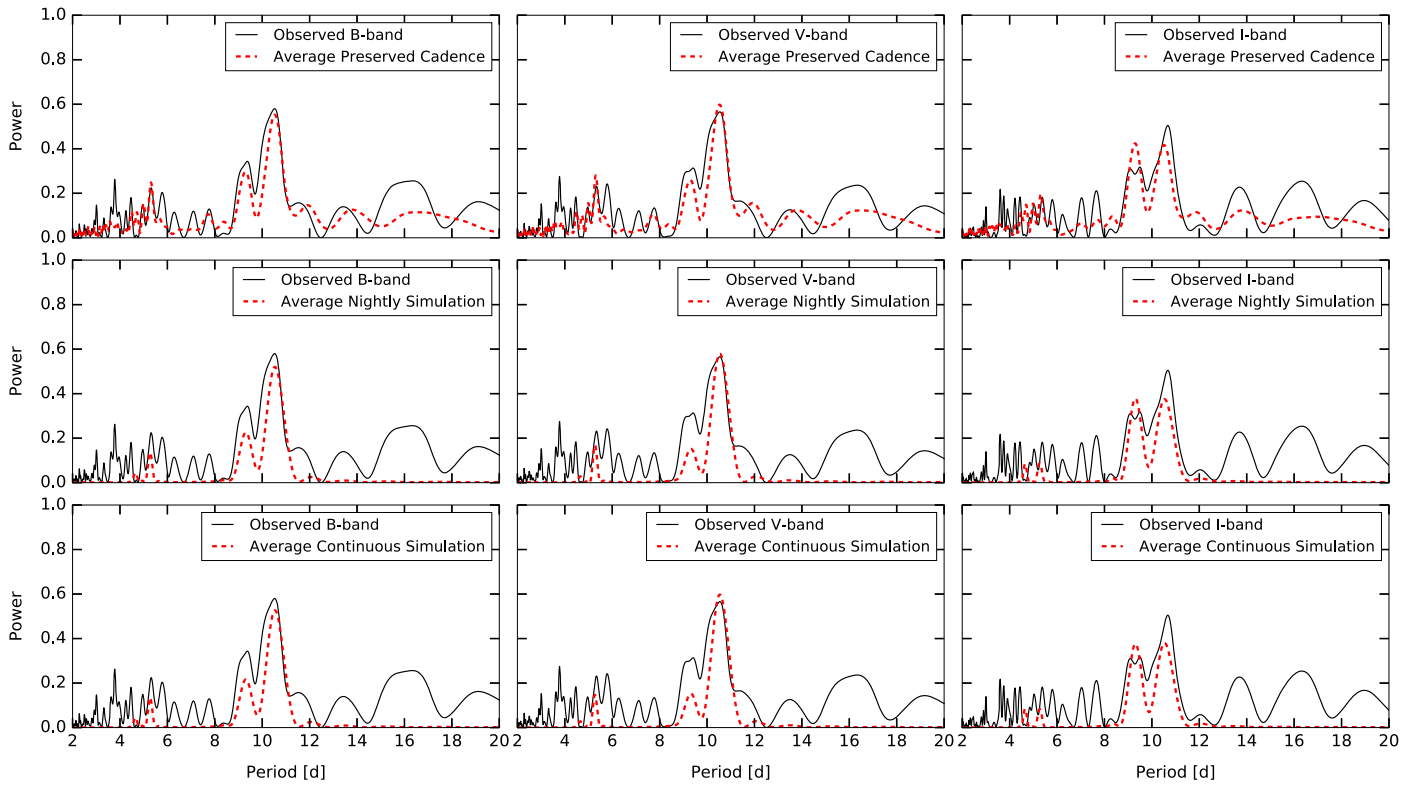 1.0
0.8
0.6
0.4
0.2
0.0
Power
Observed B-band
Average Preserved Cadence
Observed V-band
Average Preserved Cadence
Observed I-band
Average Preserved Cadence
1.0
0.8
0.6
0.4
0.2
0.0
Power
Observed B-band
Average Nightly Simulation
Observed V-band
Average Nightly Simulation
Observed I-band
Average Nightly Simulation
1.0
0.8
0.6
0.4
0.2
0.0
Power
Observed B-band
Average Continuous Simulation
Observed V-band
Average Continuous Simulation
Observed I-band
Average Continuous Simulation
2 4 6 8 10 12 14 16 18 20
2 4 6 8 10 12 14 16 18 20
2 4 6 8 10 12 14 16 18 20
Period [d]
Period [d]
Period [d]